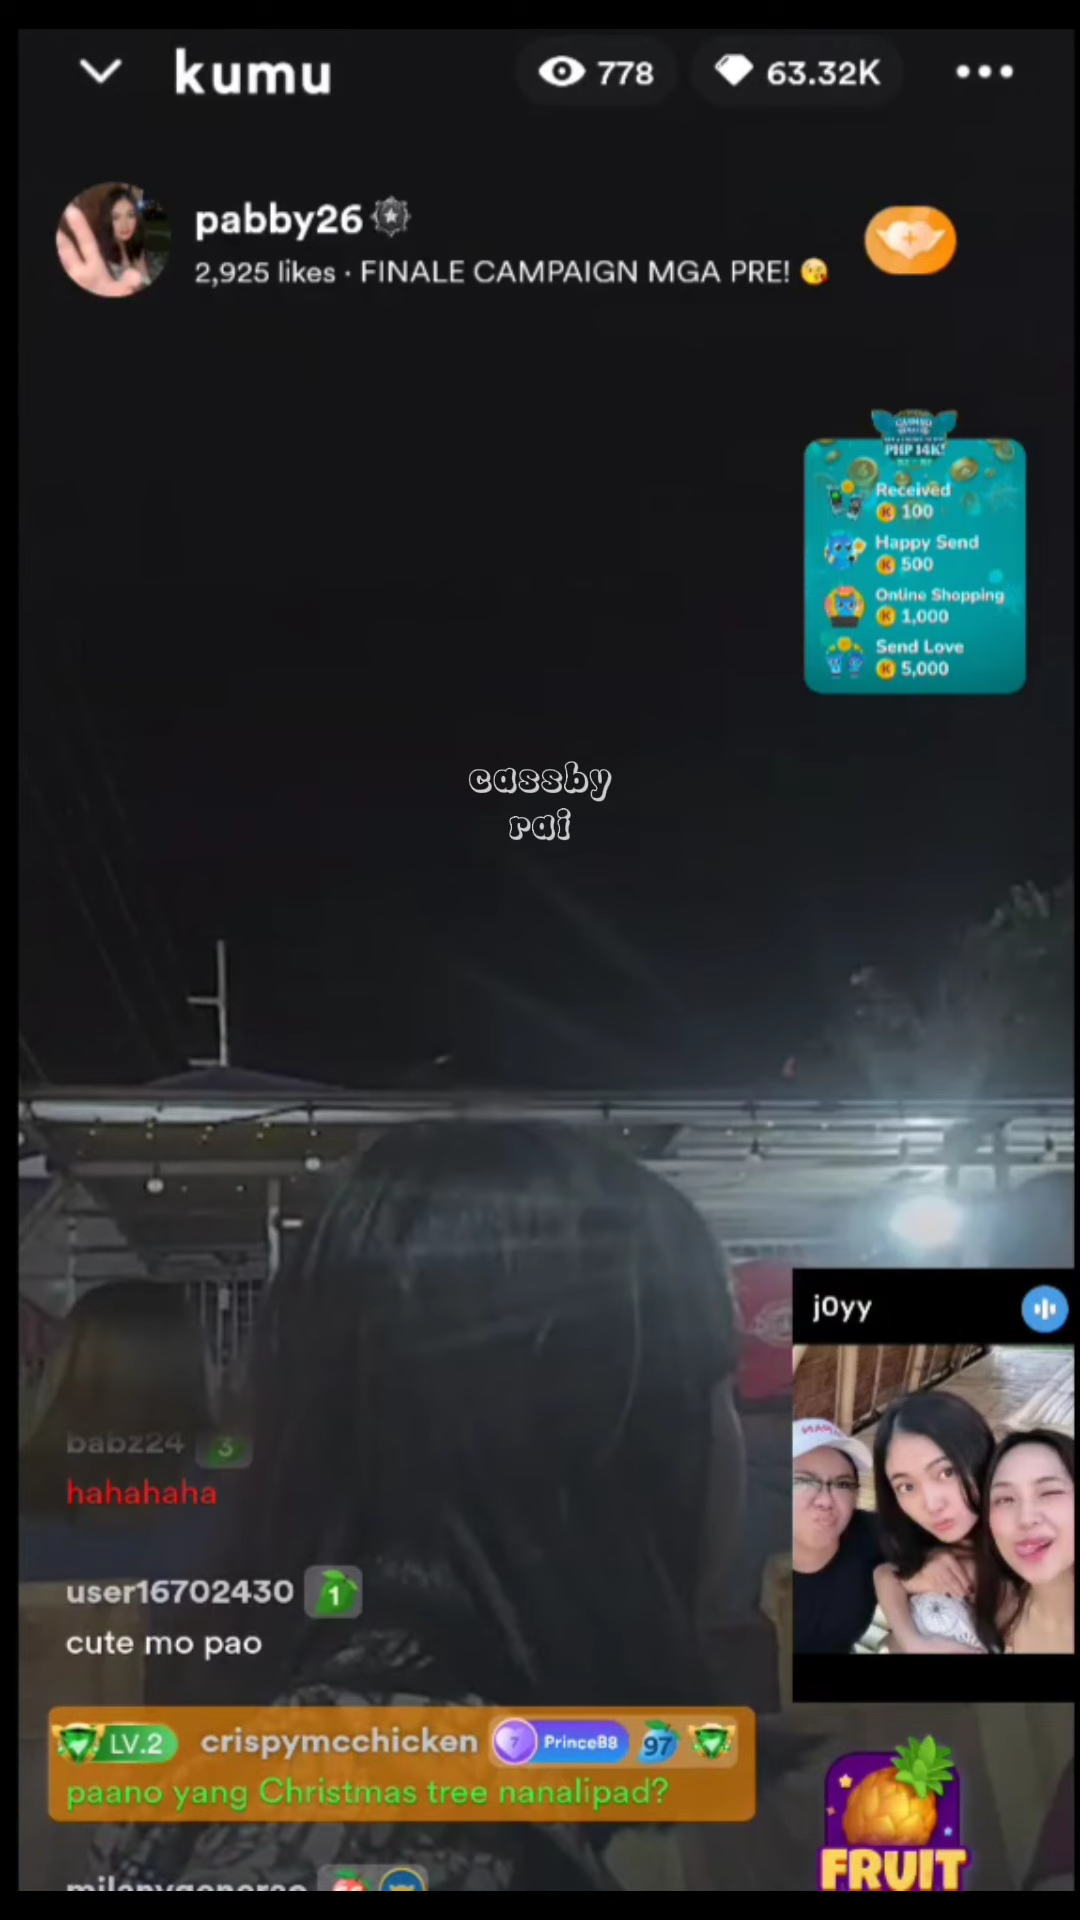 kumu 778 63.32K
pabby26
2,925 likes · FINALE CAMPAIGN MGA PRE! 😘
PHP 14K!
Received
K 100
Happy Send
K 500
Online Shopping
K 1,000
Send Love
K 5,000
cassby
rai
j0yy
babz24 3
hahahaha
user16702430 1
cute mo pao
LV.2 crispymcchicken 7 PrinceB8 97
paano yang Christmas tree nanalipad?
FRUIT